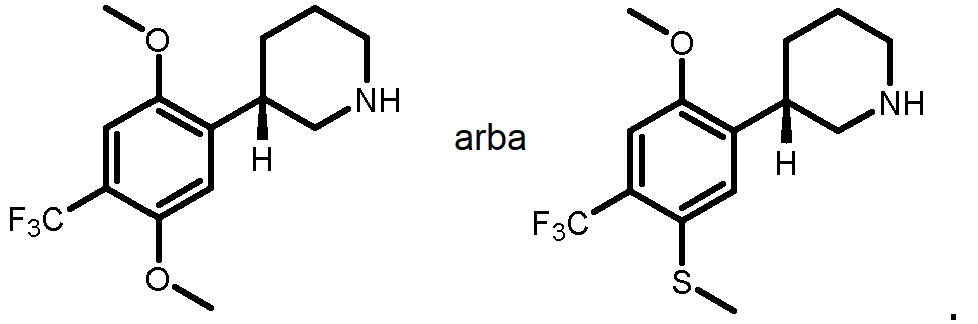 O O
NH NH
H arba H
F3C F3C
O S
.